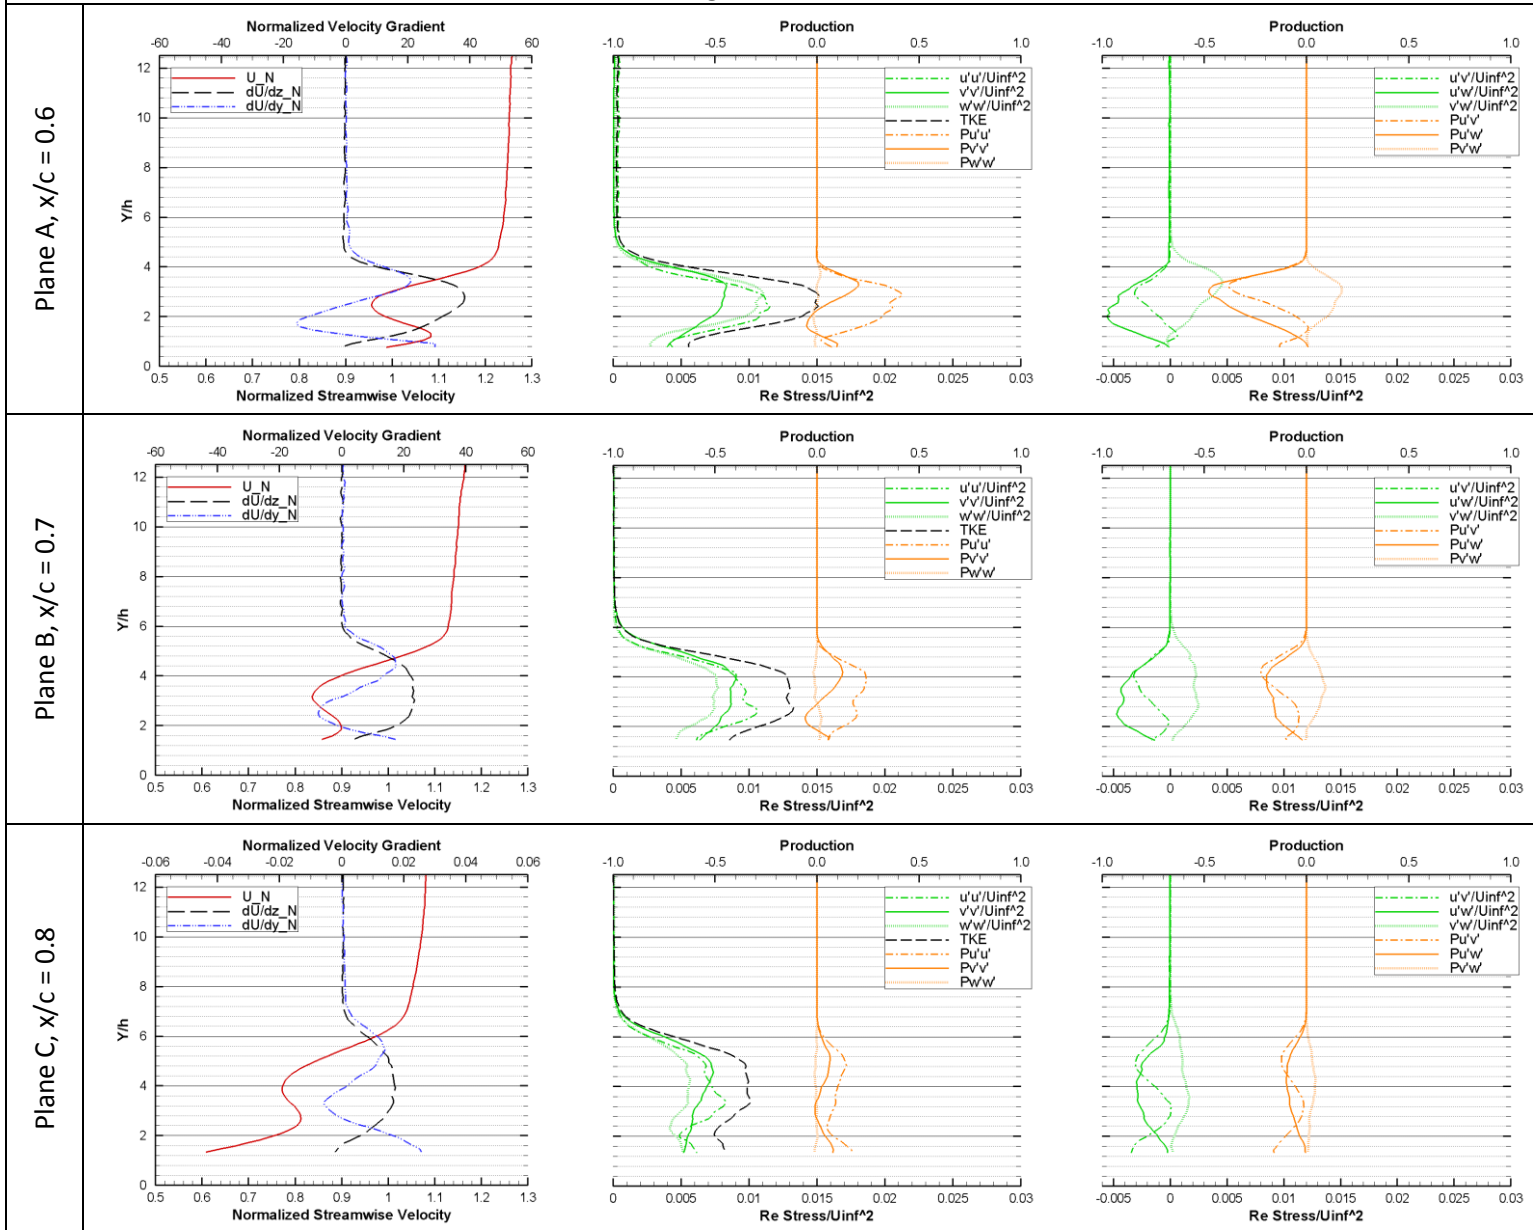 Plane A, x/c = 0.6
Normalized Velocity Gradient
-60 -40 -20 0 20 40 60
U_N
dU/dz_N
dU/dy_N
Y/h
12
10
8
6
4
2
0
0.5 0.6 0.7 0.8 0.9 1 1.1 1.2 1.3
Normalized Streamwise Velocity
Production
-1.0 -0.5 0.0 0.5 1.0
u'u'/Uinf^2
v'v'/Uinf^2
w'w'/Uinf^2
TKE
Pu'u'
Pv'v'
Pw'w'
0 0.005 0.01 0.015 0.02 0.025 0.03
Re Stress/Uinf^2
Production
-1.0 -0.5 0.0 0.5 1.0
u'v'/Uinf^2
u'w'/Uinf^2
v'w'/Uinf^2
Pu'v'
Pu'w'
Pv'w'
-0.005 0 0.005 0.01 0.015 0.02 0.025 0.03
Re Stress/Uinf^2
Plane B, x/c = 0.7
Normalized Velocity Gradient
-60 -40 -20 0 20 40 60
U_N
dU/dz_N
dU/dy_N
Y/h
12
10
8
6
4
2
0
0.5 0.6 0.7 0.8 0.9 1 1.1 1.2 1.3
Normalized Streamwise Velocity
Production
-1.0 -0.5 0.0 0.5 1.0
u'u'/Uinf^2
v'v'/Uinf^2
w'w'/Uinf^2
TKE
Pu'u'
Pv'v'
Pw'w'
0 0.005 0.01 0.015 0.02 0.025 0.03
Re Stress/Uinf^2
Production
-1.0 -0.5 0.0 0.5 1.0
u'v'/Uinf^2
u'w'/Uinf^2
v'w'/Uinf^2
Pu'v'
Pu'w'
Pv'w'
-0.005 0 0.005 0.01 0.015 0.02 0.025 0.03
Re Stress/Uinf^2
Plane C, x/c = 0.8
Normalized Velocity Gradient
-0.06 -0.04 -0.02 0 0.02 0.04 0.06
U_N
dU/dz_N
dU/dy_N
Y/h
12
10
8
6
4
2
0
0.5 0.6 0.7 0.8 0.9 1 1.1 1.2 1.3
Normalized Streamwise Velocity
Production
-1.0 -0.5 0.0 0.5 1.0
u'u'/Uinf^2
v'v'/Uinf^2
w'w'/Uinf^2
TKE
Pu'u'
Pv'v'
Pw'w'
0 0.005 0.01 0.015 0.02 0.025 0.03
Re Stress/Uinf^2
Production
-1.0 -0.5 0.0 0.5 1.0
u'v'/Uinf^2
u'w'/Uinf^2
v'w'/Uinf^2
Pu'v'
Pu'w'
Pv'w'
-0.005 0 0.005 0.01 0.015 0.02 0.025 0.03
Re Stress/Uinf^2